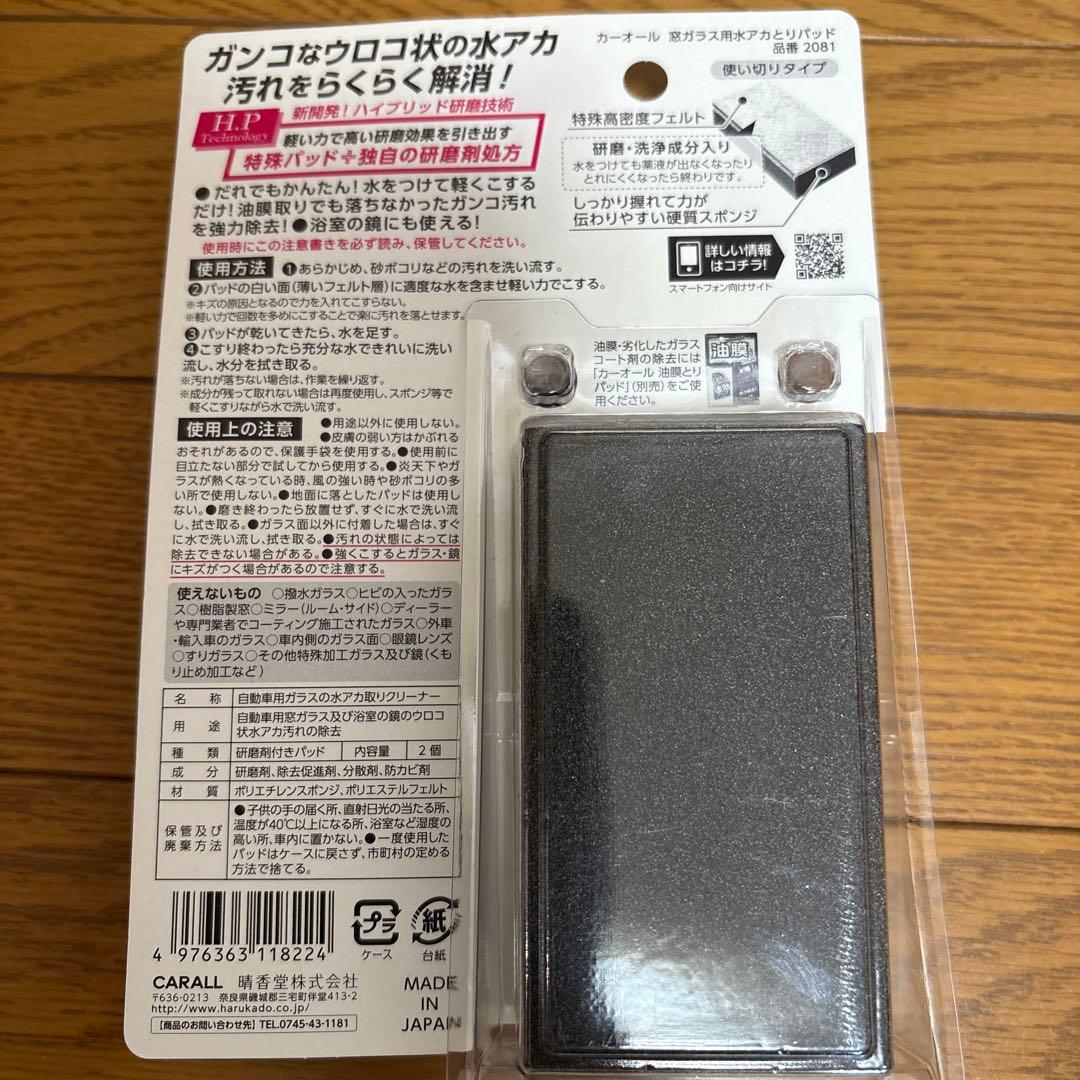 ガンコなウロコ状の水アカ
汚れをらくらく解消！
H.P
Technology
新開発！ハイブリッド研磨技術
軽い力で高い研磨効果を引き出す
特殊パッド＋独自の研磨剤処方
●だれでもかんたん！水をつけて軽くこする
だけ！油膜取りでも落ちなかったガンコ汚れ
を強力除去！●浴室の鏡にも使える！
使用時にこの注意書きを必ず読み、保管してください。
カーオール 窓ガラス用水アカとりパッド
品番 2081
使い切りタイプ
特殊高密度フェルト
研磨・洗浄成分入り
水をつけても薬液が出なくなったり
とれにくくなったら終わりです。
しっかり握れて力が
伝わりやすい硬質スポンジ
詳しい情報
はコチラ！
スマートフォン向けサイト
使用方法 ❶あらかじめ、砂ボコリなどの汚れを洗い流す。
❷パッドの白い面（薄いフェルト層）に適度な水を含ませ軽い力でこする。
※キズの原因となるので力を入れてこすらない。
※軽い力で回数を多めにこすることで楽に汚れを落とせます。
❸パッドが乾いてきたら、水を足す。
❹こすり終わったら充分な水できれいに洗い
流し、水分を拭き取る。
※汚れが落ちない場合は、作業を繰り返す。
※成分が残って取れない場合は再度使用し、スポンジ等で
軽くこすりながら水で洗い流す。
油膜・劣化したガラス
コート剤の除去には
「カーオール 油膜とり
パッド」（別売）をご使
用ください。
油膜
使用上の注意 ●用途以外に使用しない。
●皮膚の弱い方はかぶれる
おそれがあるので、保護手袋を使用する。●使用前に
目立たない部分で試してから使用する。●炎天下やガ
ラスが熱くなっている時、風の強い時や砂ボコリの多
い所で使用しない。●地面に落としたパッドは使用し
ない。●磨き終わったら放置せず、すぐに水で洗い流
し、拭き取る。●ガラス面以外に付着した場合は、すぐ
に水で洗い流し、拭き取る。●汚れの状態によっては
除去できない場合がある。●強くこするとガラス・鏡
にキズがつく場合があるので注意する。
使えないもの ○撥水ガラス○ヒビの入ったガラ
ス○樹脂製窓○ミラー（ルーム・サイド）○ディーラー
や専門業者でコーティング施工されたガラス○外車
・輸入車のガラス○車内側のガラス面○眼鏡レンズ
○すりガラス○その他特殊加工ガラス及び鏡（くも
り止め加工など）
名称 自動車用ガラスの水アカ取りクリーナー
用途 自動車用窓ガラス及び浴室の鏡のウロコ
状水アカ汚れの除去
種類 研磨剤付きパッド 内容量 2個
成分 研磨剤、除去促進剤、分散剤、防カビ剤
材質 ポリエチレンスポンジ、ポリエステルフェルト
保管及び
廃棄方法
●子供の手の届く所、直射日光の当たる所、
温度が40℃以上になる所、浴室など湿度の
高い所、車内に置かない。●一度使用した
パッドはケースに戻さず、市町村の定める
方法で捨てる。
4 976363 118224
プラ
ケース
紙
台紙
CARALL 晴香堂株式会社
〒636-0213 奈良県磯城郡三宅町伴堂413-2
http://www.harukado.co.jp/
【商品のお問い合わせ先】TEL.0745-43-1181
MADE
IN
JAPAN